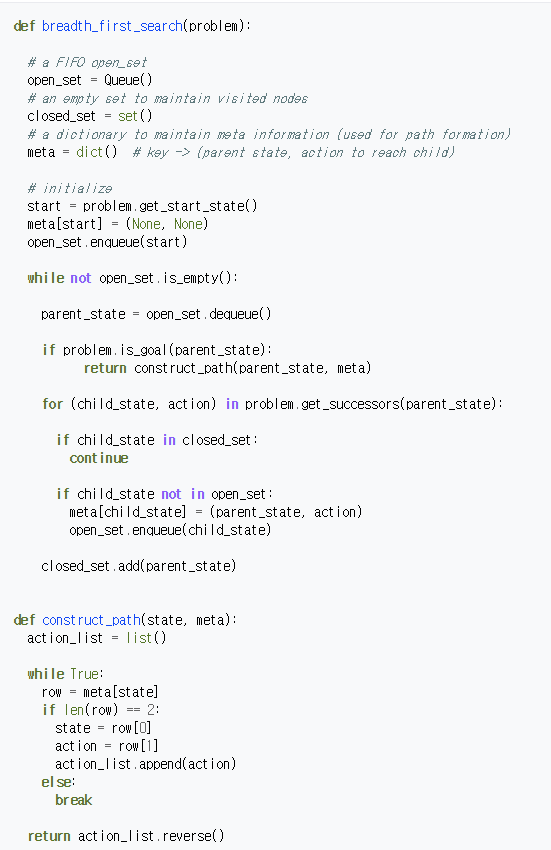 def breadth_first_search(problem):
# a FIFO open_set
open_set = Queue()
# an empty set to maintain visited nodes
closed_set = set()
# a dictionary to maintain meta information (used for path formation)
meta = dict()  # key -> (parent state, action to reach child)
# initialize
start = problem.get_start_state()
meta[start] = (None, None)
open_set.enqueue(start)
while not open_set.is_empty():
parent_state = open_set.dequeue()
if problem.is_goal(parent_state):
return construct_path(parent_state, meta)
for (child_state, action) in problem.get_successors(parent_state):
if child_state in closed_set:
continue
if child_state not in open_set:
meta[child_state] = (parent_state, action)
open_set.enqueue(child_state)
closed_set.add(parent_state)
def construct_path(state, meta):
action_list = list()
while True:
row = meta[state]
if len(row) == 2:
state = row[0]
action = row[1]
action_list.append(action)
else:
break
return action_list.reverse()